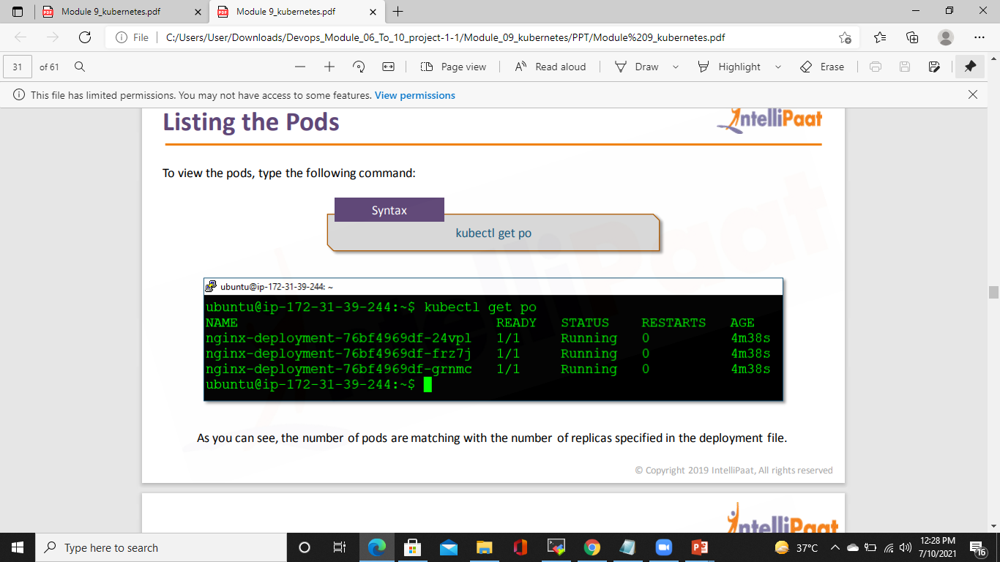 Module 9_kubernetes.pdf
Module 9_kubernetes.pdf
File
C:/Users/User/Downloads/Devops_Module_06_To_10_project-1-1/Module_09_kubernetes/PPT/Module%209_kubernetes.pdf
31 of 61
Page view
Read aloud
Draw
Highlight
Erase
This file has limited permissions. You may not have access to some features. View permissions
Listing the Pods
IntelliPaat
To view the pods, type the following command:
Syntax
kubectl get po
ubuntu@ip-172-31-39-244: ~
ubuntu@ip-172-31-39-244:~$ kubectl get po
NAME READY STATUS RESTARTS AGE
nginx-deployment-76bf4969df-24vpl 1/1 Running 0 4m38s
nginx-deployment-76bf4969df-frz7j 1/1 Running 0 4m38s
nginx-deployment-76bf4969df-grnmc 1/1 Running 0 4m38s
ubuntu@ip-172-31-39-244:~$
As you can see, the number of pods are matching with the number of replicas specified in the deployment file.
© Copyright 2019 IntelliPaat, All rights reserved
IntelliPaat
Type here to search
37°C
12:28 PM
7/10/2021
16